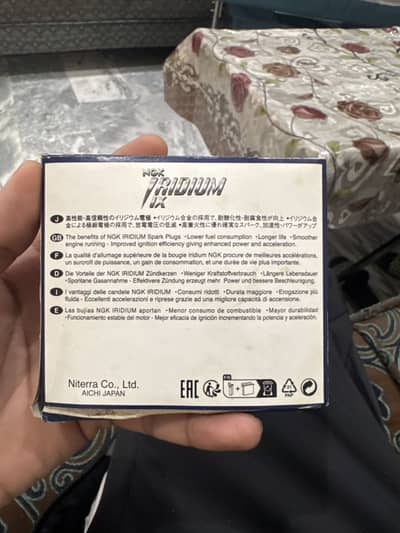 NGK
IRIDIUM
IX
J 高性能・高信頼性のイリジウム電極 ・イリジウム合金の採用で、耐酸化性・耐腐食性が向上 ・イリジウム合
金による極細電極の採用で、放電電圧の低減 ・高着火性に優れ確実なスパーク、加速性・パワーがアップ
GB The benefits of NGK IRIDIUM Spark Plugs ・Lower fuel consumption ・Longer life ・Smoother
engine running ・Improved ignition efficiency giving enhanced power and acceleration.
F La qualité d'allumage supérieure de la bougie iridium NGK procure de meilleures accélérations,
un surcroît de puissance, un gain de consommation, et une durée de vie plus importante.
D Die Vorteile der NGK IRIDIUM Zündkerzen ・Weniger Kraftstoffverbrauch ・Längere Lebensdauer
・Spontane Gasannahme ・Effektivere Zündung erzeugt mehr Power und bessere Beschleunigung.
I I vantaggi delle candele NGK IRIDIUM ・Consumi ridotti ・Durata maggiore ・Erogazione più
fluida ・Eccellenti accelerazioni e riprese grazie ad una migliore capacità di accensione.
E Las bujías NGK IRIDIUM aportan ・Menor consumo de combustible ・Mayor durabilidad
・Funcionamiento estable del motor ・Mejor eficacia de ignición incrementando la potencia y aceleración.
Niterra Co., Ltd.
AICHI JAPAN
EAC
FR
21
PAP